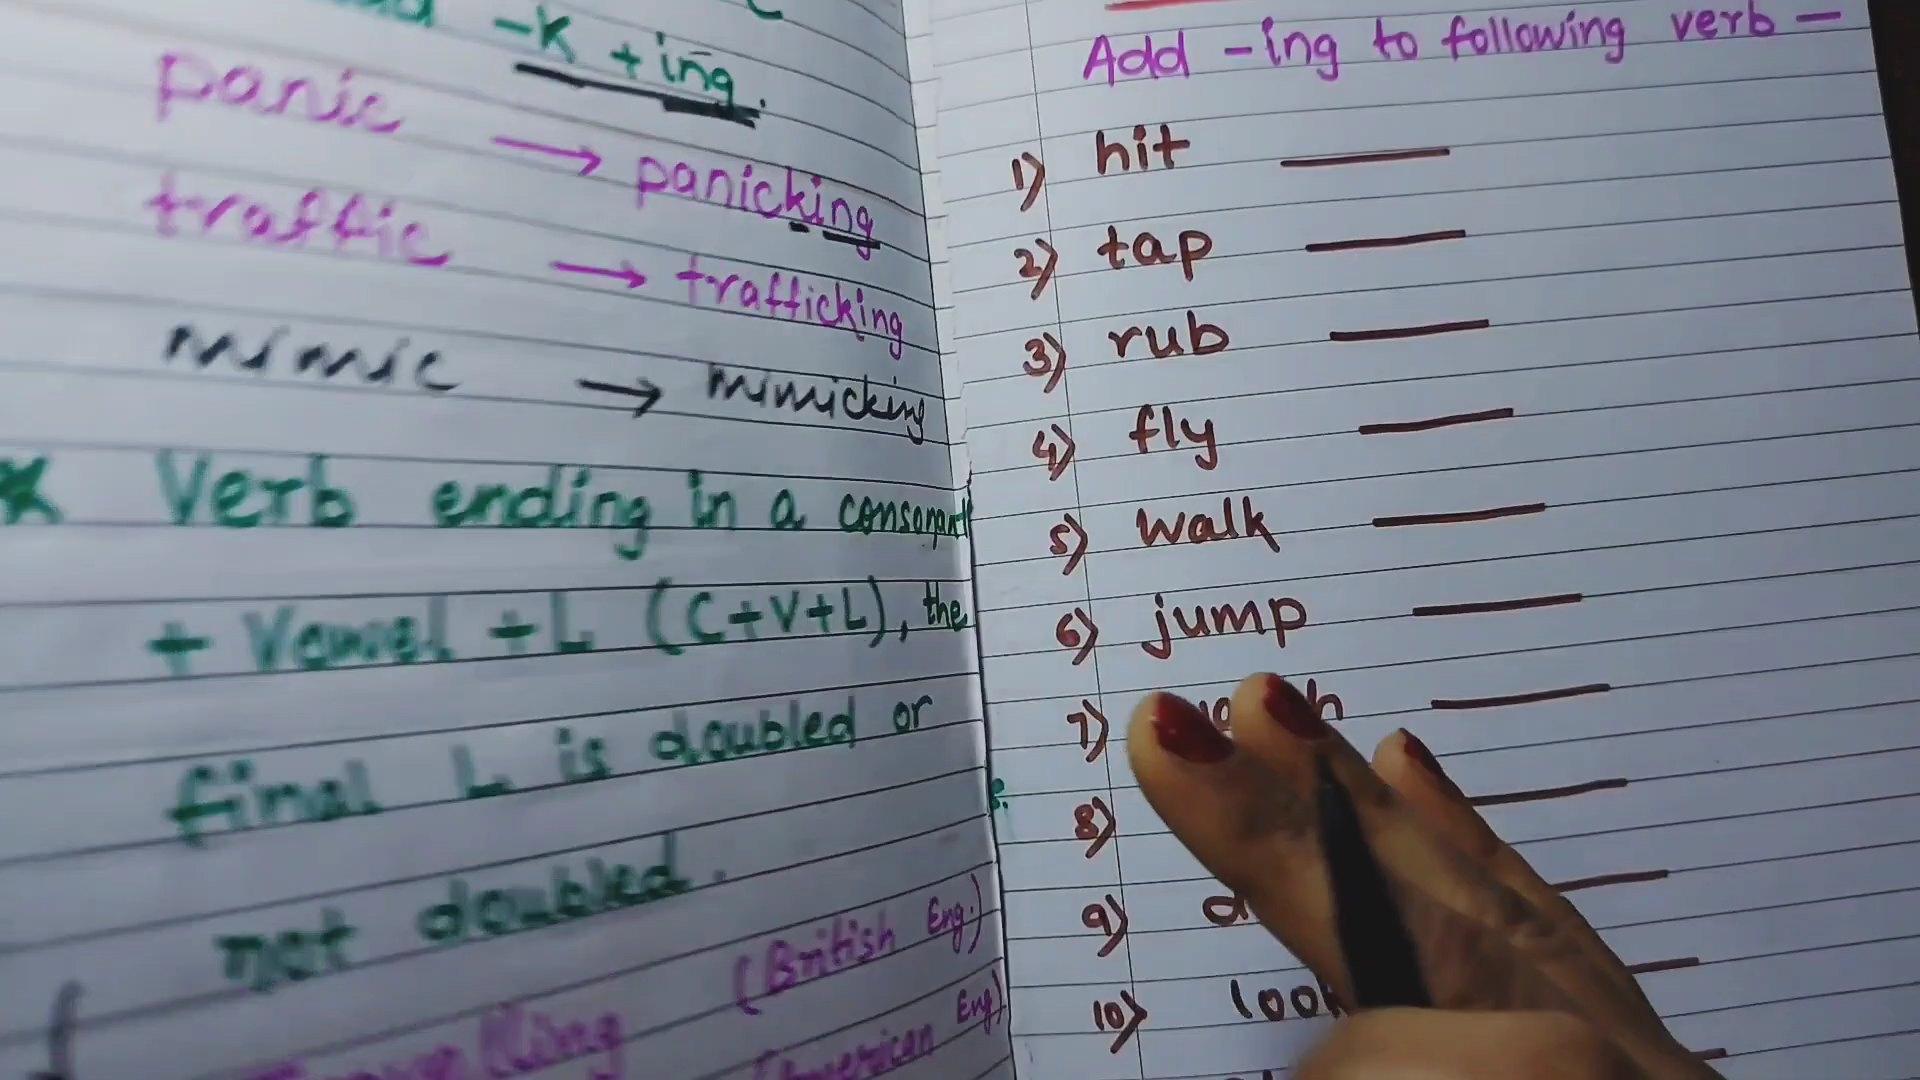 -K + ing.
panic → panicking
traffic → trafficking
mimic → mimicking
Verb ending in a consonant
+ Vowel + L (C+V+L), the
final L is doubled or
not doubled.
(British Eng.)
(American Eng)
Add -ing to following verb —
1) hit
2) tap
3) rub
4) fly
5) walk
6) jump
7)
8)
9)
10)